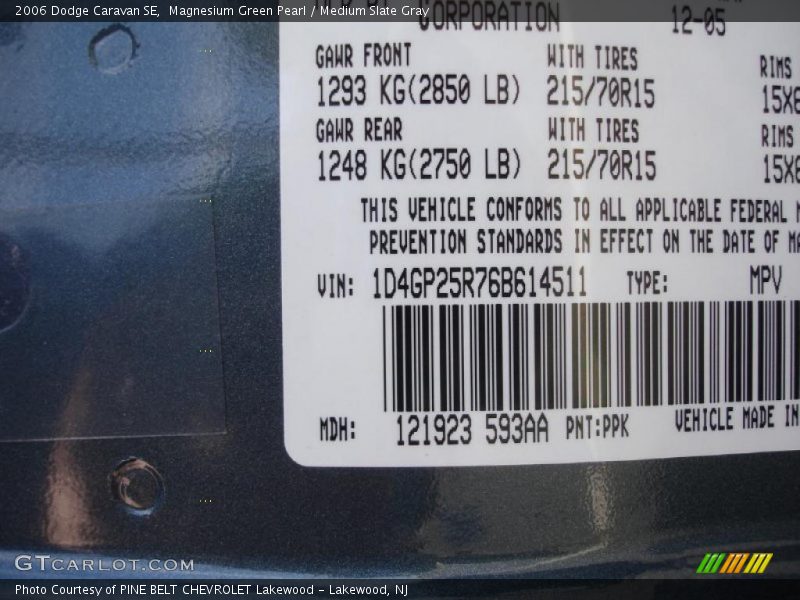 2006 Dodge Caravan SE, Magnesium Green Pearl / Medium Slate Gray
CORPORATION 12-05
GAWR FRONT WITH TIRES RIMS
1293 KG(2850 LB) 215/70R15 15X6
GAWR REAR WITH TIRES RIMS
1248 KG(2750 LB) 215/70R15 15X6
THIS VEHICLE CONFORMS TO ALL APPLICABLE FEDERAL
PREVENTION STANDARDS IN EFFECT ON THE DATE OF MA
VIN: 1D4GP25R76B614511 TYPE: MPV
MDH: 121923 593AA PNT:PPK VEHICLE MADE IN
GTCARLOT.COM
Photo Courtesy of PINE BELT CHEVROLET Lakewood - Lakewood, NJ